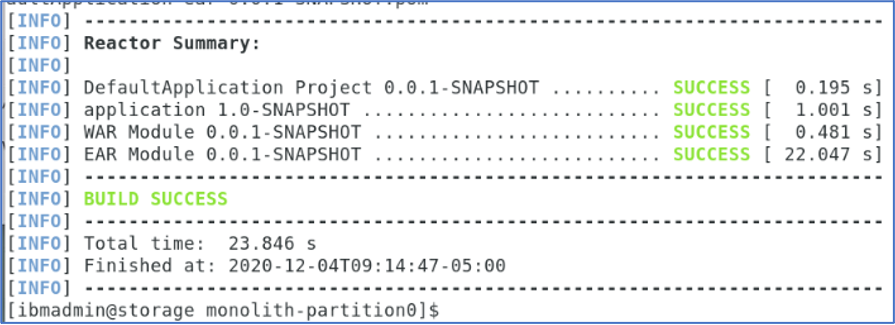 [INFO] ------------------------------------------------------------------------
[INFO] Reactor Summary:
[INFO]
[INFO] DefaultApplication Project 0.0.1-SNAPSHOT .......... SUCCESS [  0.195 s]
[INFO] application 1.0-SNAPSHOT ........................... SUCCESS [  1.001 s]
[INFO] WAR Module 0.0.1-SNAPSHOT .......................... SUCCESS [  0.481 s]
[INFO] EAR Module 0.0.1-SNAPSHOT .......................... SUCCESS [ 22.047 s]
[INFO] ------------------------------------------------------------------------
[INFO] BUILD SUCCESS
[INFO] ------------------------------------------------------------------------
[INFO] Total time:  23.846 s
[INFO] Finished at: 2020-12-04T09:14:47-05:00
[INFO] ------------------------------------------------------------------------
[ibmadmin@storage monolith-partition0]$